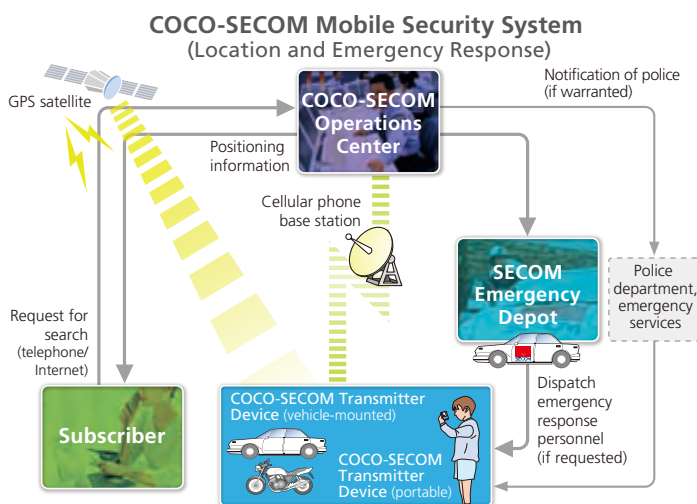 COCO-SECOM Mobile Security System
(Location and Emergency Response)
GPS satellite
COCO-SECOM
Operations
Center
Notification of police
(if warranted)
Positioning
information
Cellular phone
base station
SECOM
Emergency
Depot
Police
department,
emergency
services
Request for
search
(telephone/
Internet)
SECOM
Dispatch
emergency
response
personnel
(if requested)
Subscriber
COCO-SECOM Transmitter
Device (vehicle-mounted)
COCO-SECOM
Transmitter
Device (portable)